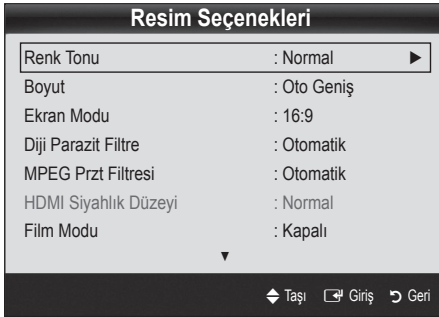 Resim Seçenekleri
Renk Tonu : Normal ►
Boyut : Oto Geniş
Ekran Modu : 16:9
Diji Parazit Filtre : Otomatik
MPEG Przt Filtresi : Otomatik
HDMI Siyahlık Düzeyi : Normal
Film Modu : Kapalı
▼
Taşı Giriş Geri